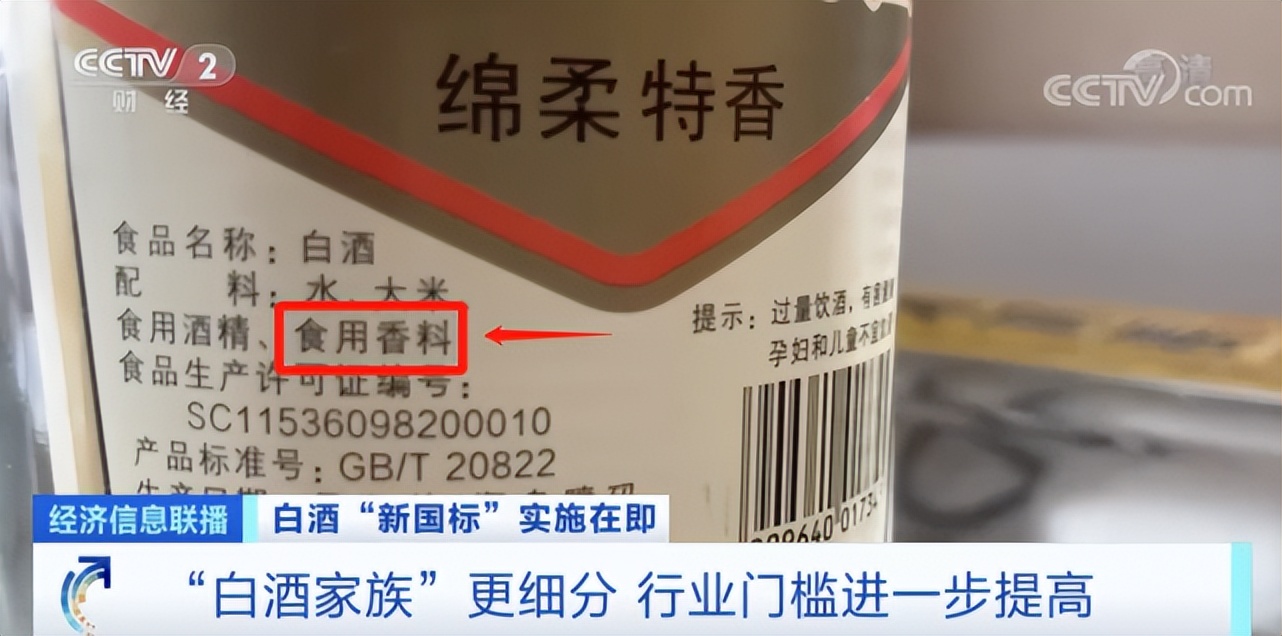 CCTV 2
财经
高清
CCTV.com
绵柔特香
食品名称：白酒
配 料：水、大米
食用酒精、食用香料
食品生产许可证编号：
SC11536098200010
产品标准号：GB/T 20822
提示：过量饮酒，有害健康
孕妇和儿童不宜
经济信息联播
白酒“新国标”实施在即
“白酒家族”更细分 行业门槛进一步提高